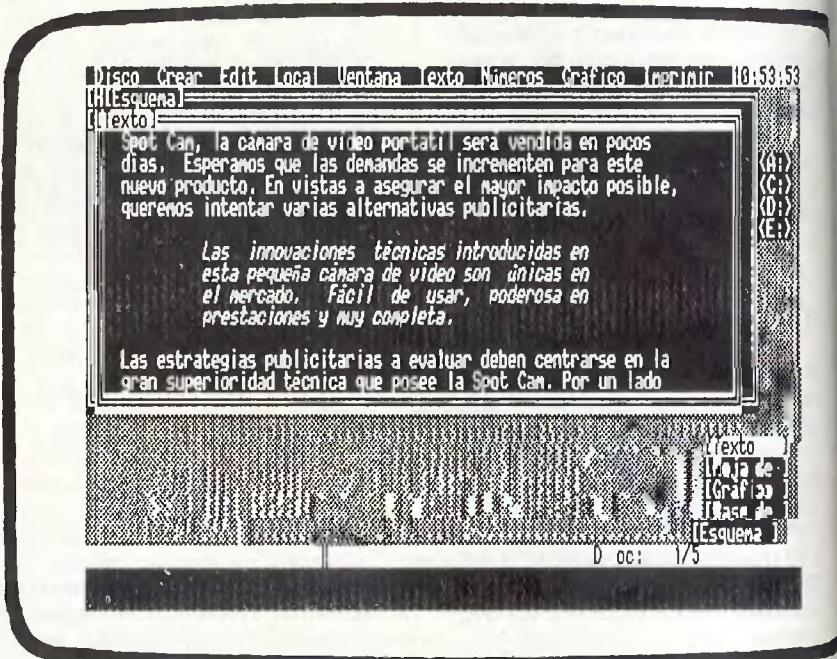 Disco Crear Edit Local Ventana Texto Números Gráfico Imprimir 10:53:53
[H[Esquema]
[[Texto]
Spot Cam, la cámara de vídeo portatil será vendida en pocos
días. Esperamos que las demandas se incrementen para este
nuevo producto. En vistas a asegurar el mayor impacto posible,
queremos intentar varias alternativas publicitarias.
Las innovaciones técnicas introducidas en
esta pequeña cámara de vídeo son únicas en
el mercado. Fácil de usar, poderosa en
prestaciones y muy completa.
Las estrategias publicitarias a evaluar deben centrarse en la
gran superioridad técnica que posee la Spot Cam. Por un lado
<A:>
<C:>
<D:>
<E:>
[Texto ]
[Hoja de ]
[Gráfico ]
[Base de ]
[Esquema ]
D oc: 1/5